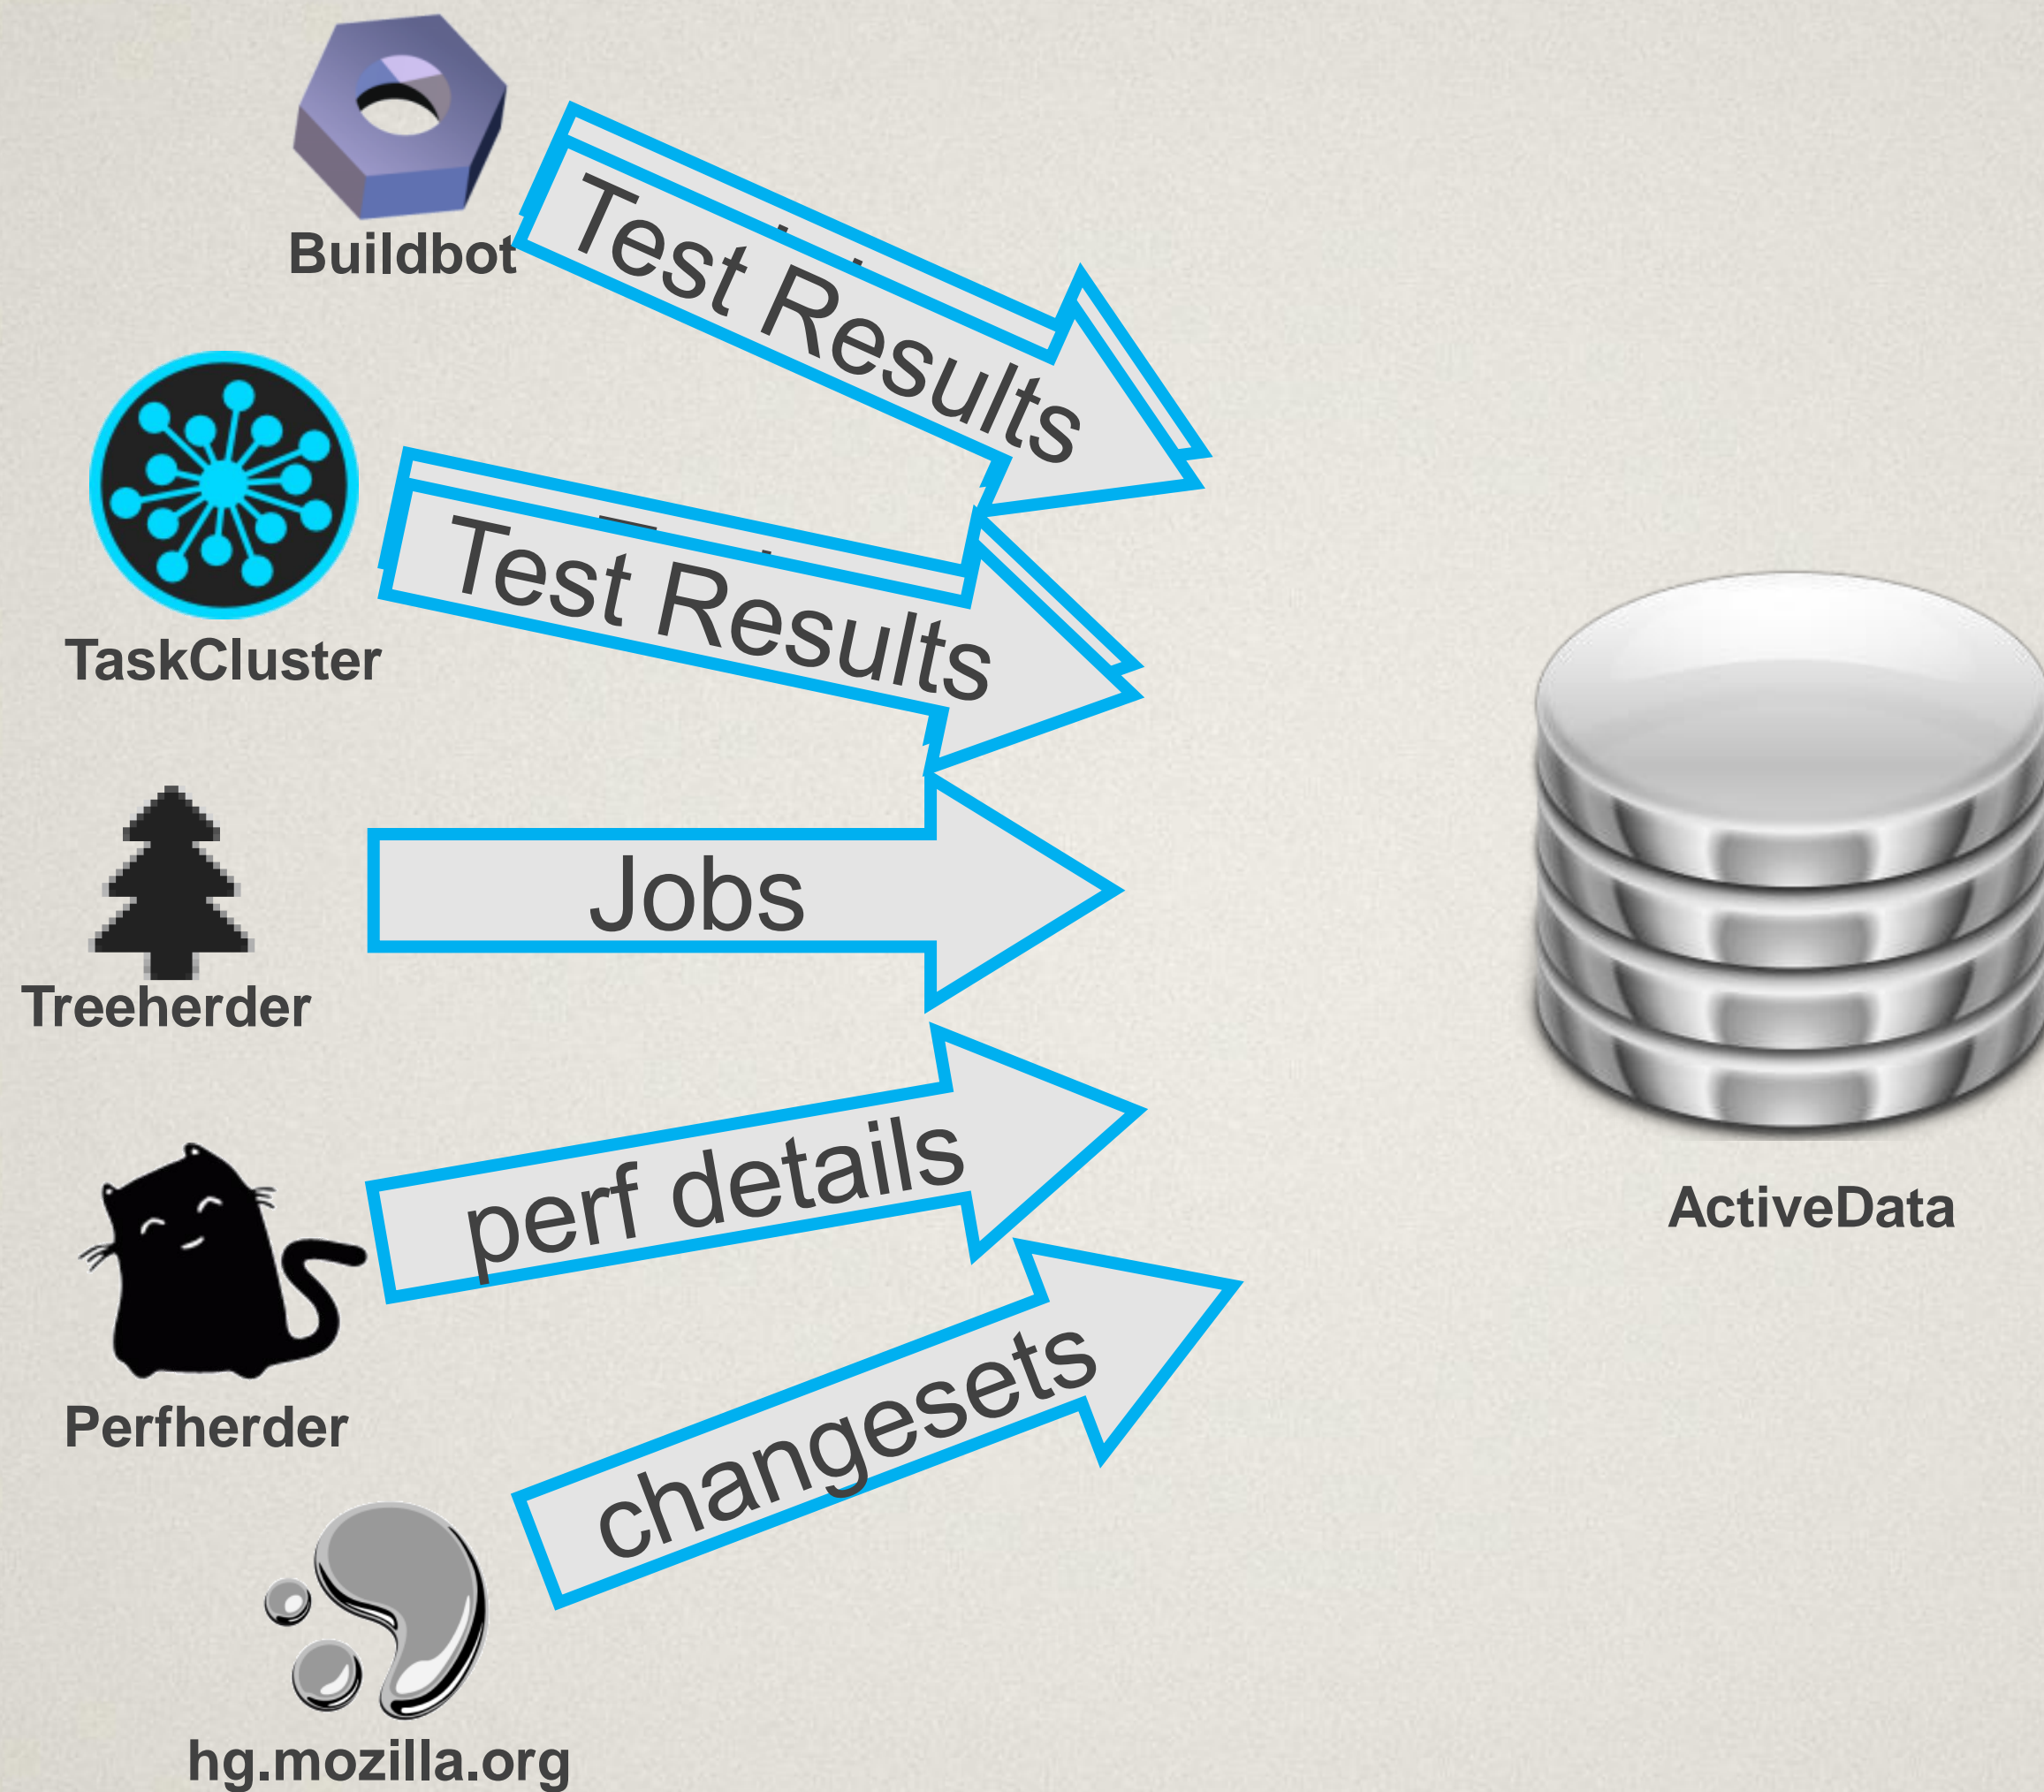 Buildbot
Test Results
TaskCluster
Test Results
Treeherder
Jobs
Perfherder
perf details
hg.mozilla.org
changesets
ActiveData